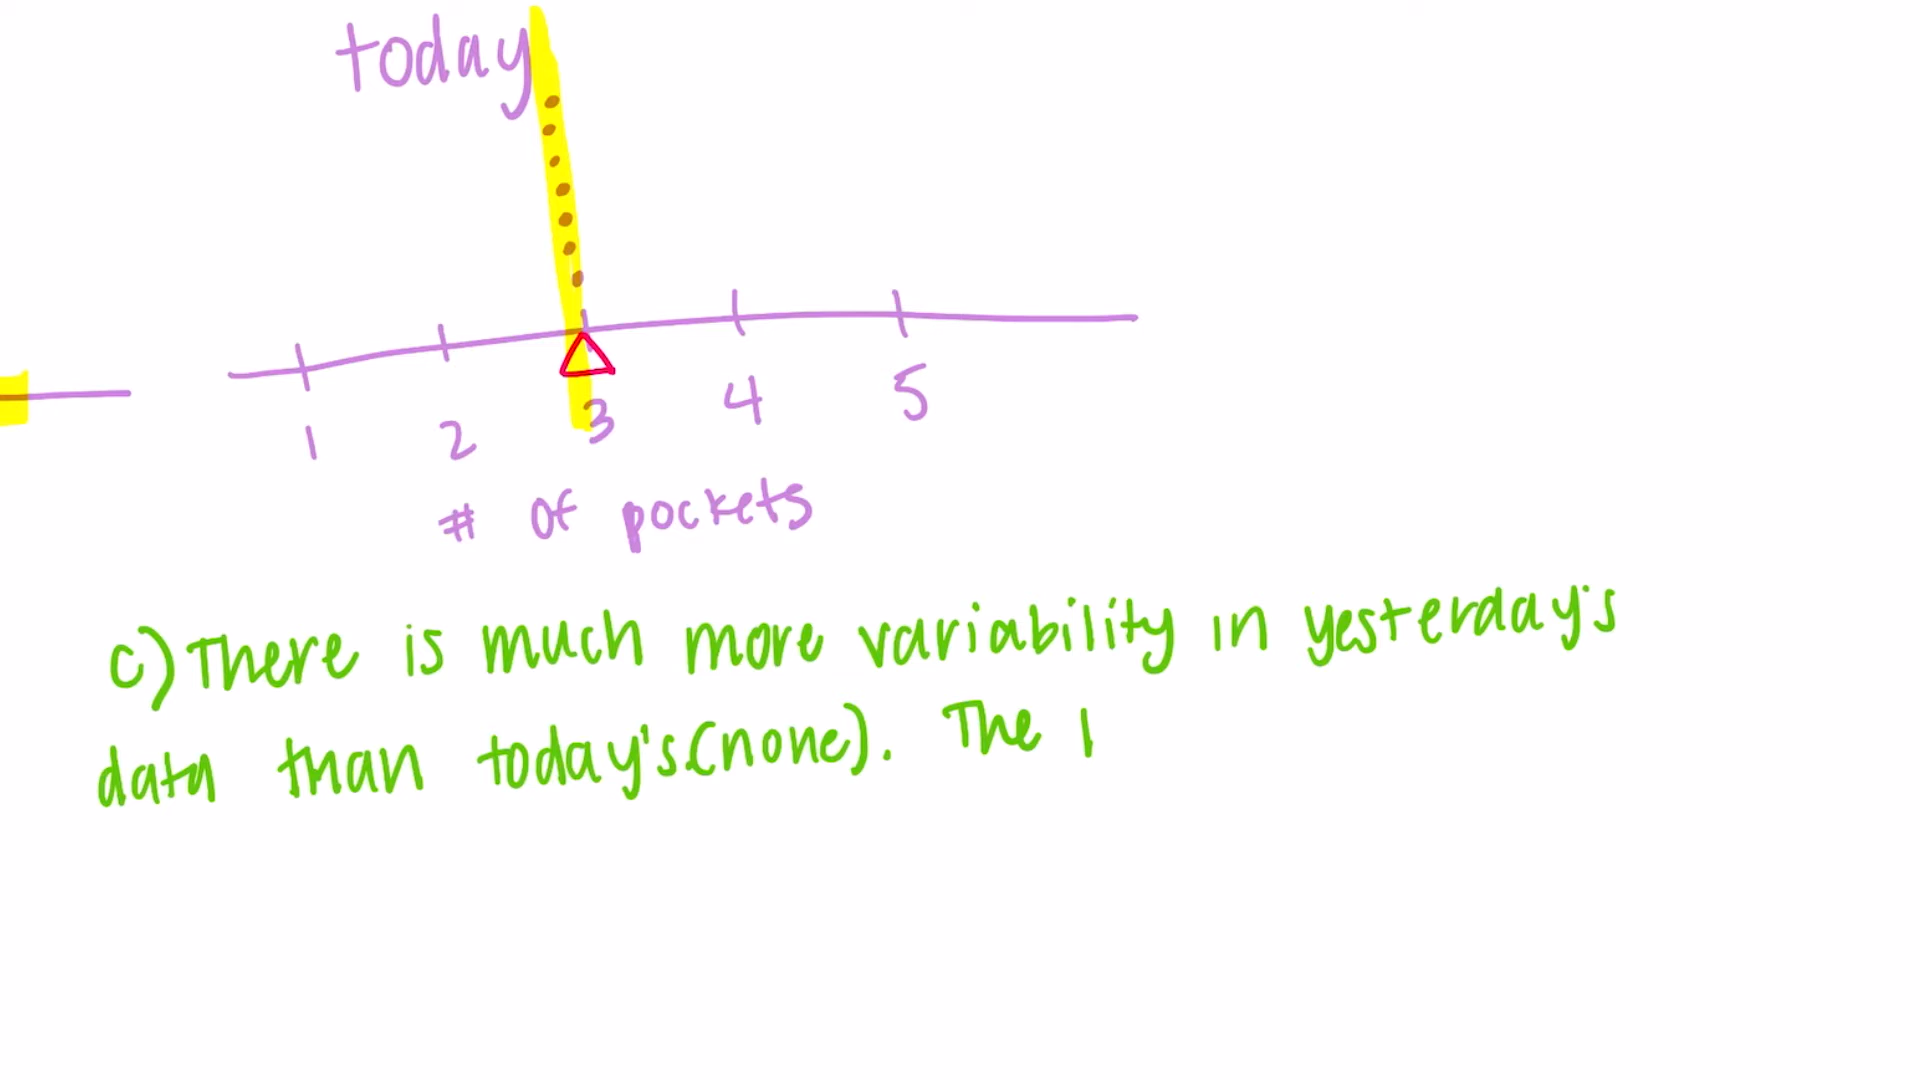 today
1 2 3 4 5
# of pockets
c) There is much more variability in yesterday's
data than today's.(none). The